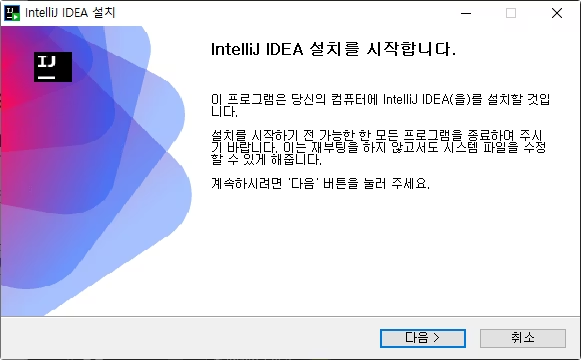 IntelliJ IDEA 설치
IJ
IntelliJ IDEA 설치를 시작합니다.
이 프로그램은 당신의 컴퓨터에 IntelliJ IDEA(을)를 설치할 것입
니다.
설치를 시작하기 전 가능한 한 모든 프로그램을 종료하여 주시
기 바랍니다. 이는 재부팅을 하지 않고서도 시스템 파일을 수정
할 수 있게 해줍니다.
계속하시려면 '다음' 버튼을 눌러 주세요.
다음 >
취소